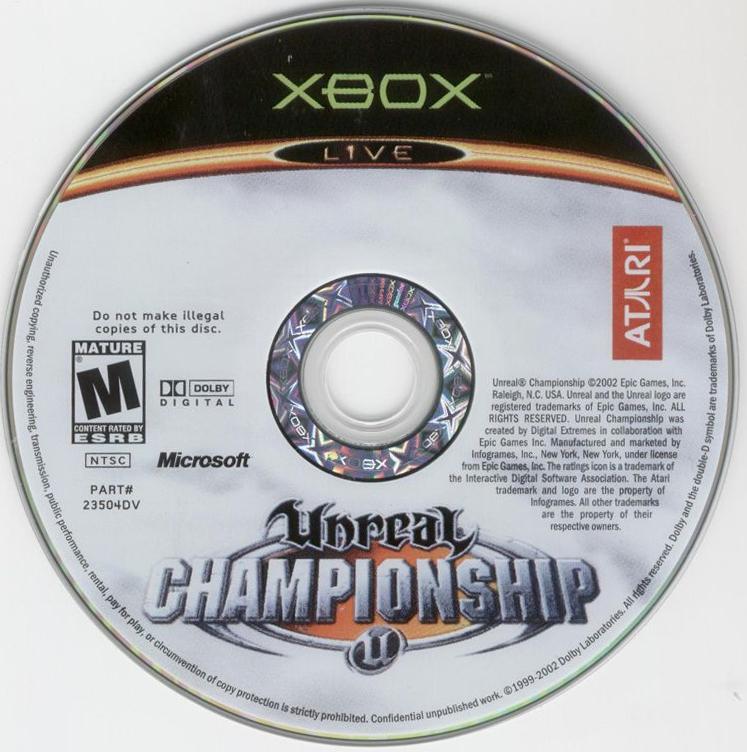 XBOX™
LIVE
ATARI®
Do not make illegal
copies of this disc.
MATURE
M
®
CONTENT RATED BY
ESRB
DOLBY
DIGITAL
NTSC
Microsoft
PART#
23504DV
Unreal® Championship ©2002 Epic Games, Inc.
Raleigh, N.C. USA. Unreal and the Unreal logo are
registered trademarks of Epic Games, Inc. ALL
RIGHTS RESERVED. Unreal Championship was
created by Digital Extremes in collaboration with
Epic Games Inc. Manufactured and marketed by
Infogrames, Inc., New York, New York, under license
from Epic Games, Inc. The ratings icon is a trademark of
the Interactive Digital Software Association. The Atari
trademark and logo are the property of
Infogrames. All other trademarks
are the property of their
respective owners.
XBOX
Unreal
CHAMPIONSHIP
U
Unauthorized copying, reverse engineering, transmission, public performance, rental, pay for play, or circumvention of copy protection is strictly prohibited. Confidential unpublished work. ©1999-2002 Dolby Laboratories. All rights reserved. Dolby and the double-D symbol are trademarks of Dolby Laboratories.